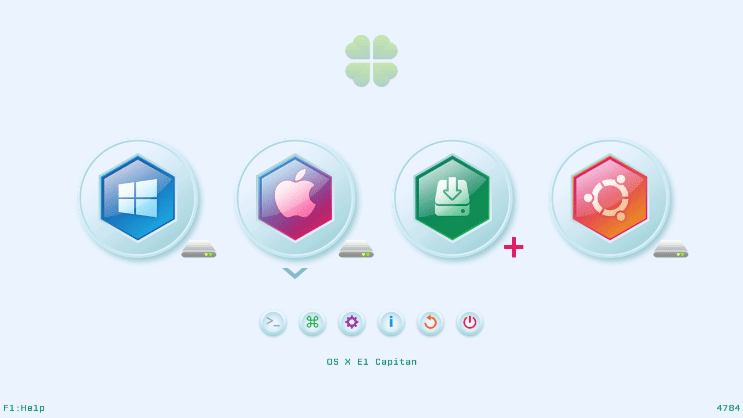 >_
⌘
i
OS X El Capitan
F1:Help
4784